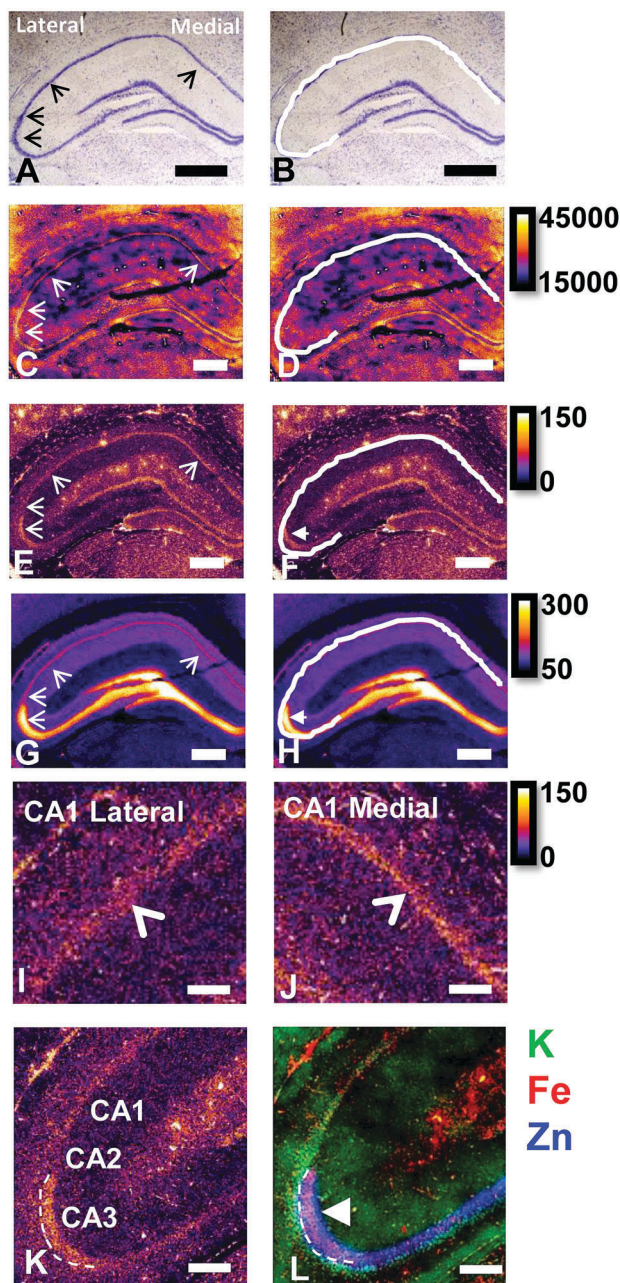 Lateral Medial
A
B
45000
15000
C
D
150
0
E
F
300
50
G
H
CA1 Lateral
CA1 Medial
150
0
I
J
CA1
CA2
CA3
K
K
Fe
Zn
L